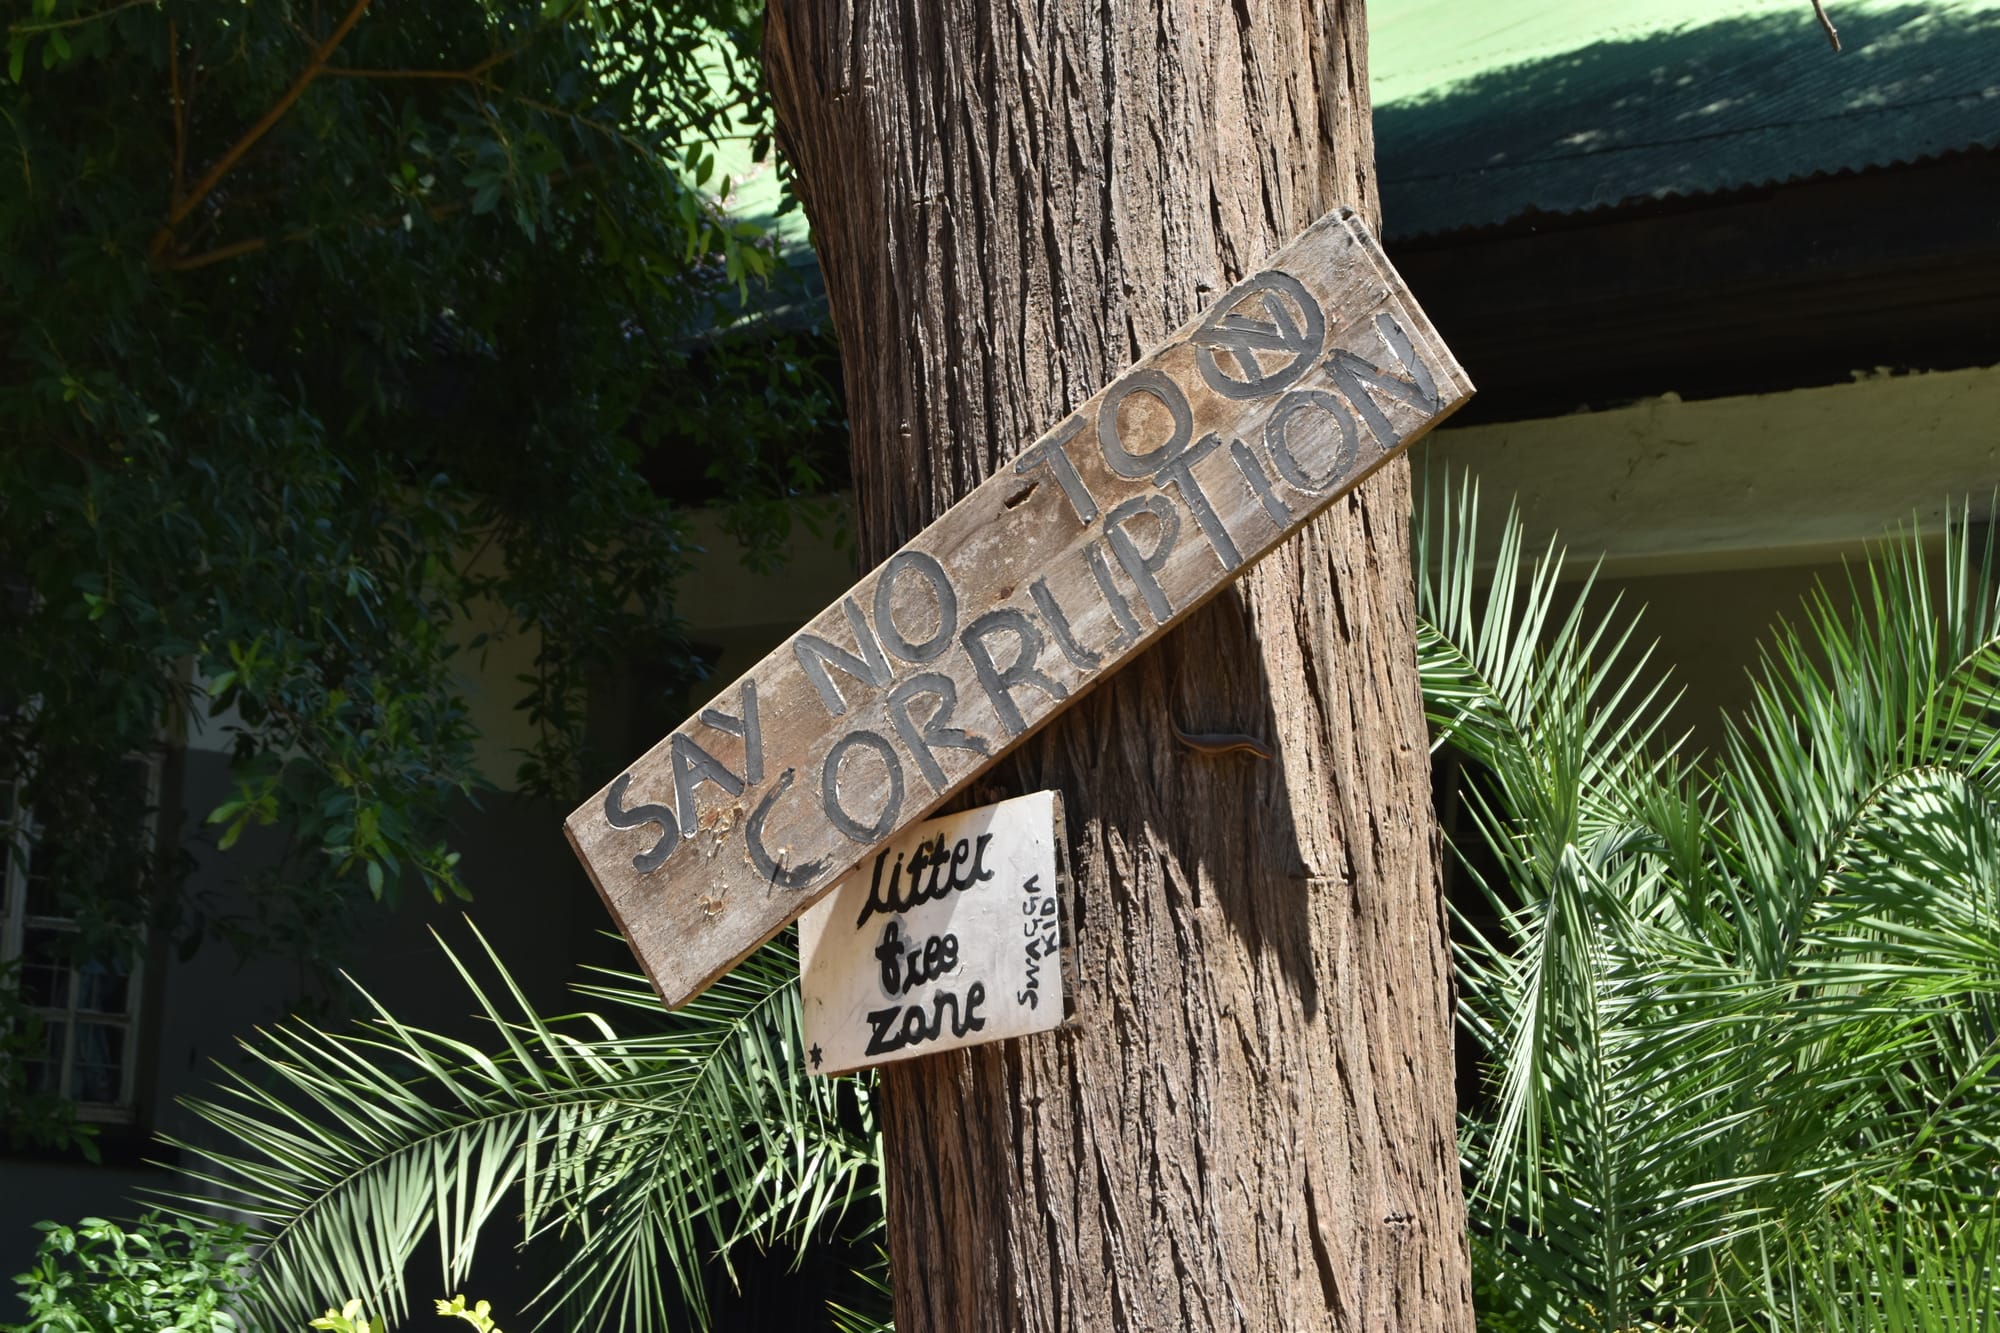 SAY NO TO
CORRUPTION
litter
free
zone
Swagga
KID